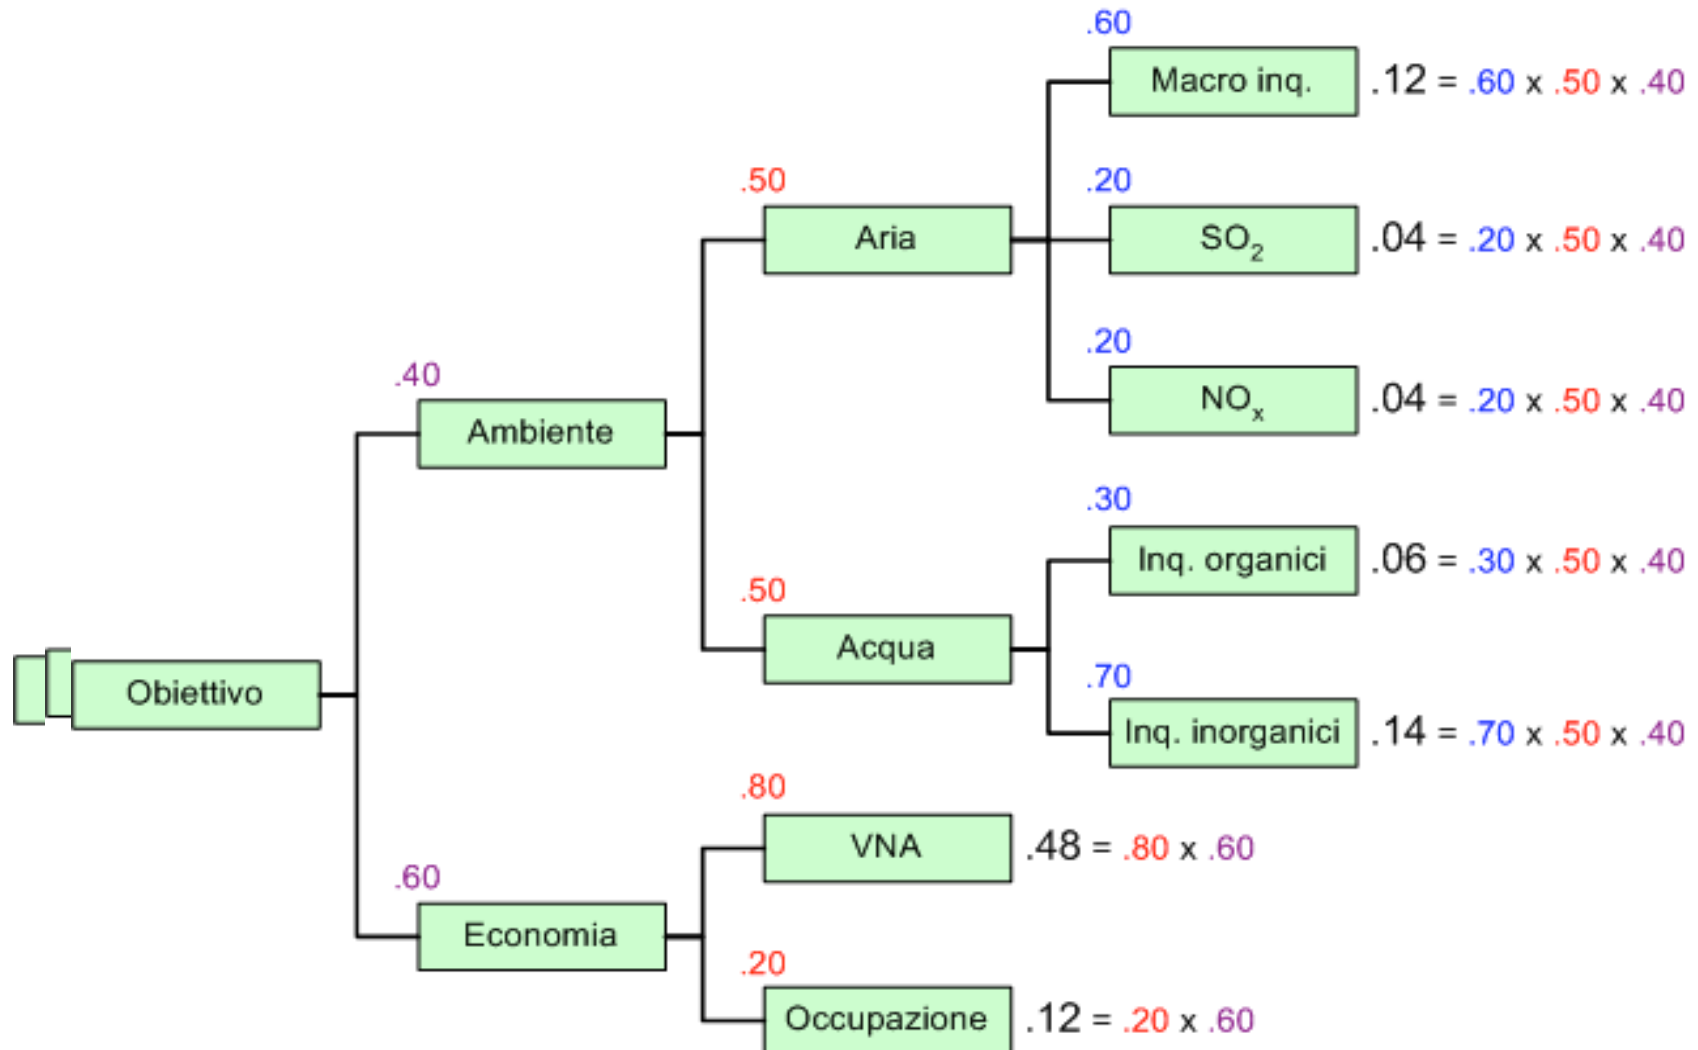 .60
Macro inq. .12 = .60 x .50 x .40
.50 .20
Aria SO₂ .04 = .20 x .50 x .40
.20
.40 NOₓ .04 = .20 x .50 x .40
Ambiente
.30
Inq. organici .06 = .30 x .50 x .40
.50
Acqua
.70
Obiettivo
Inq. inorganici .14 = .70 x .50 x .40
.80
VNA .48 = .80 x .60
.60
Economia
.20
Occupazione .12 = .20 x .60